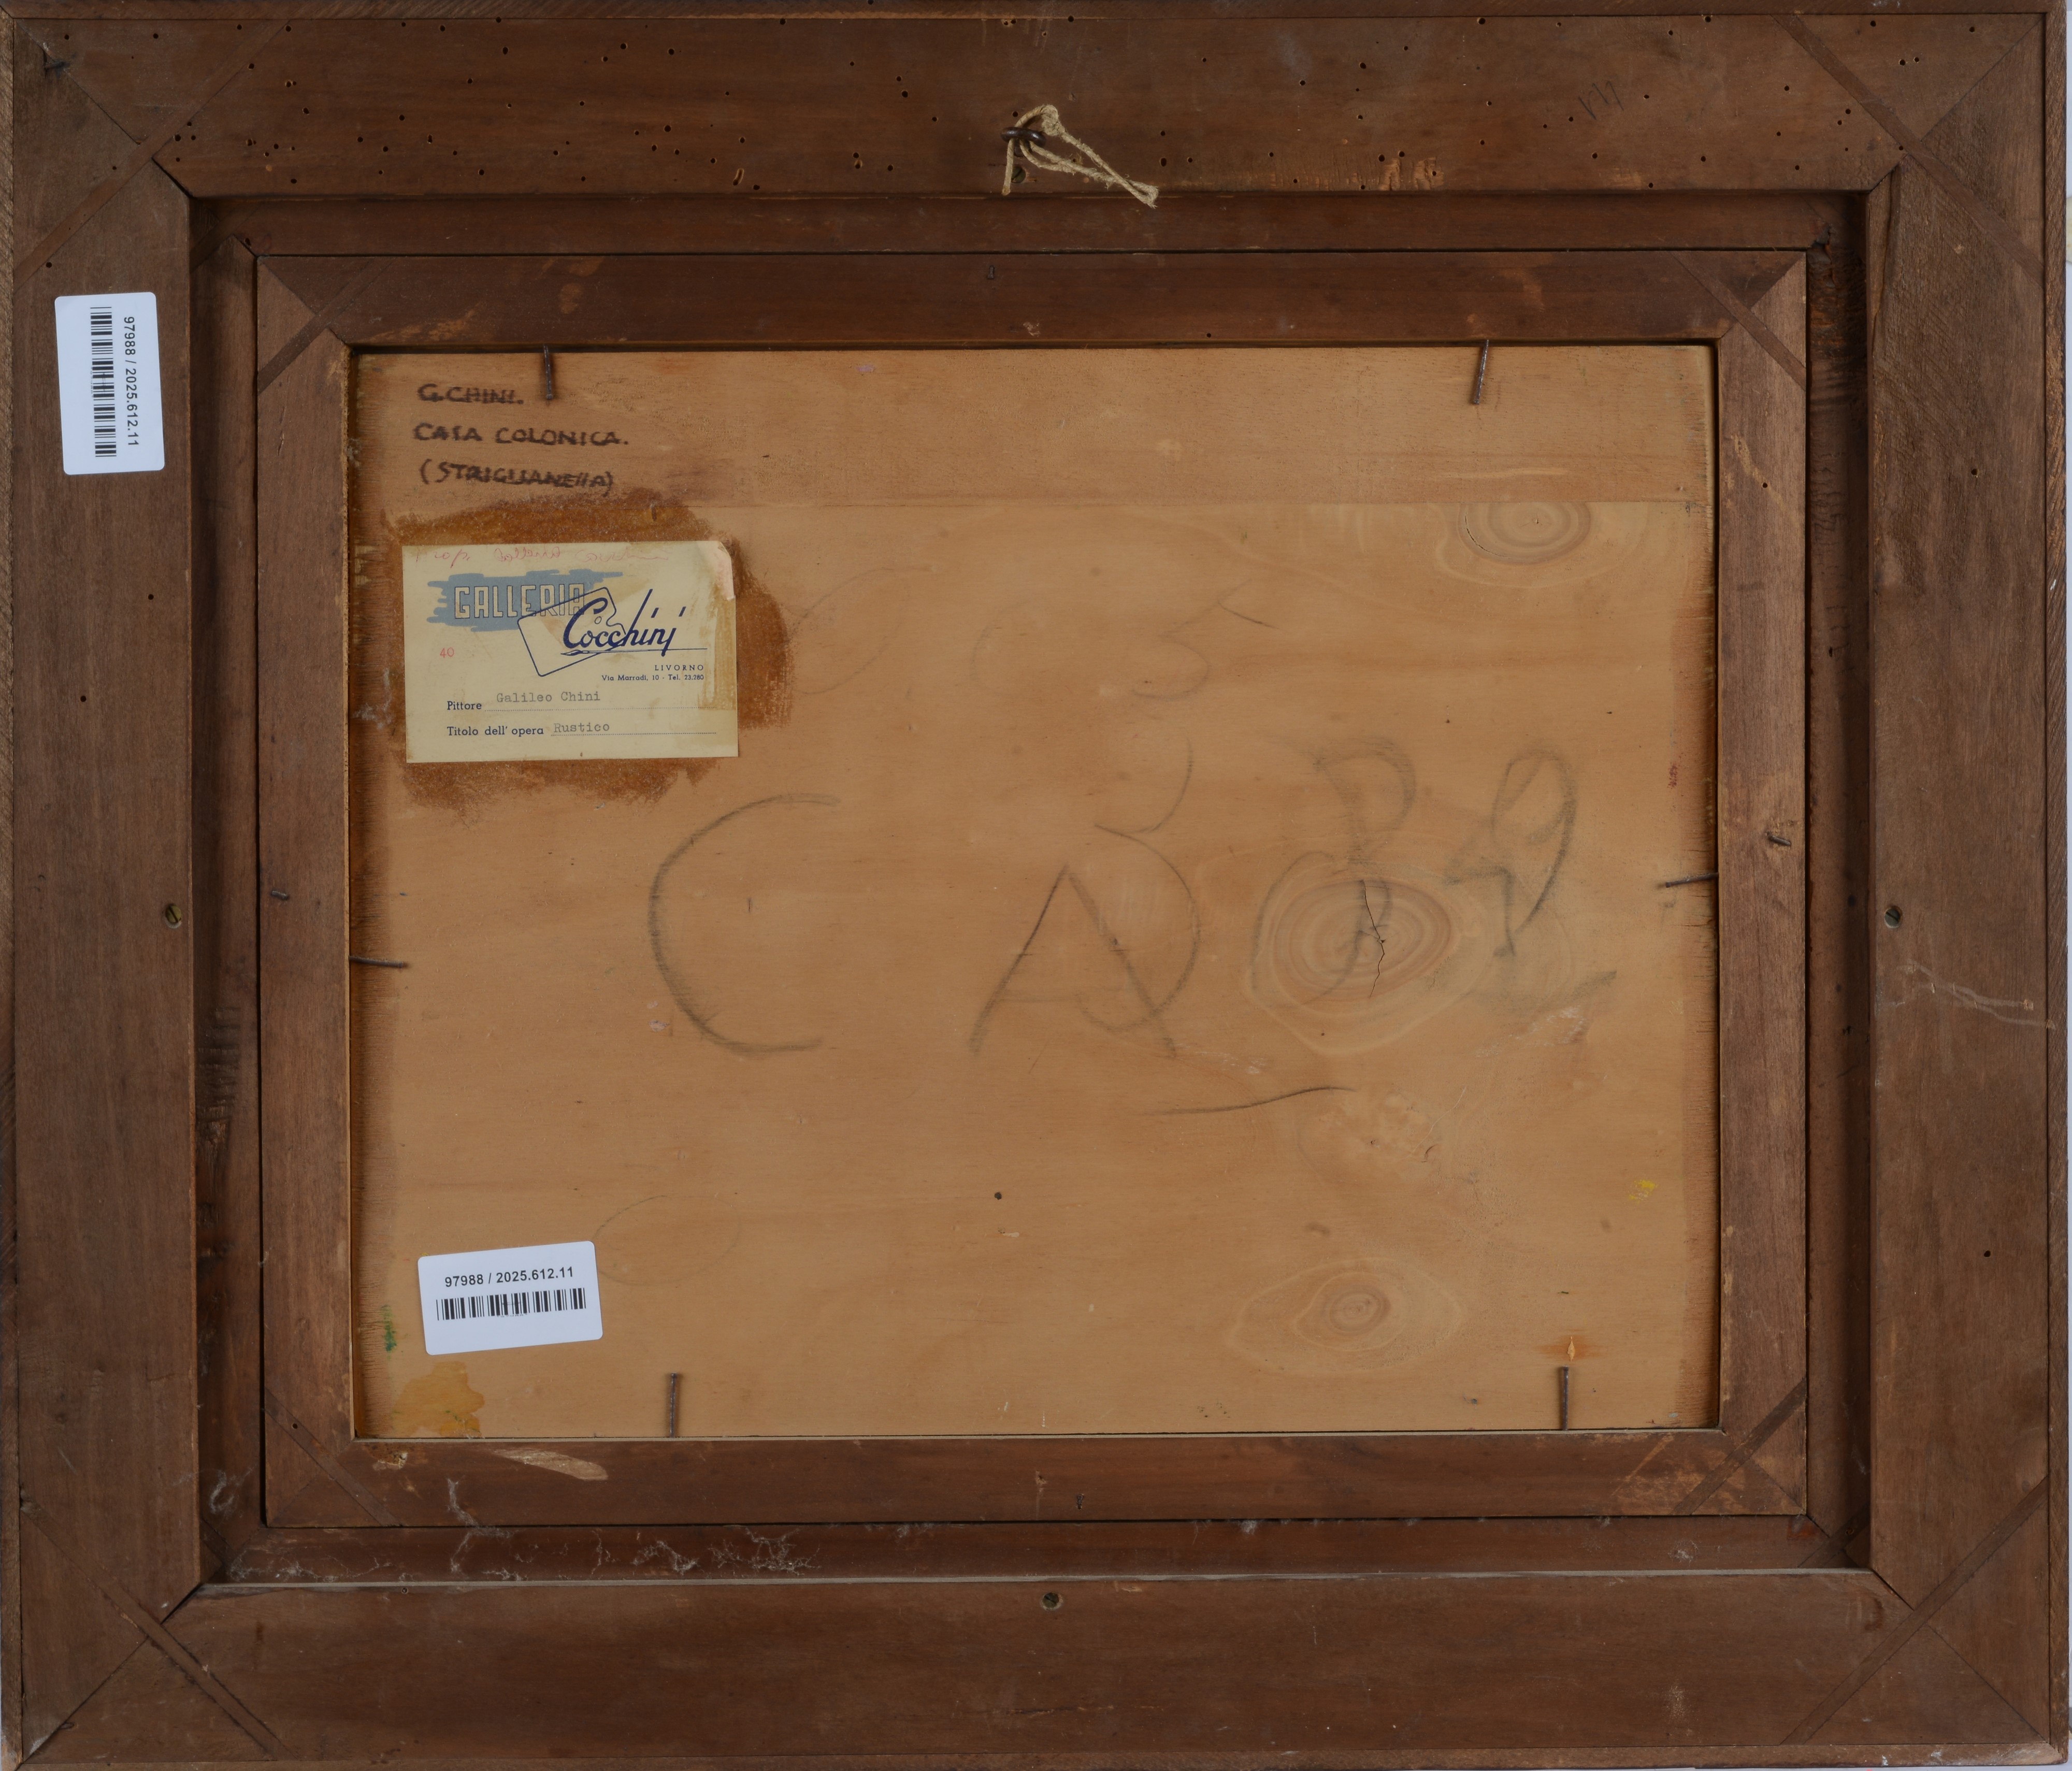 97988 / 2025.612.11
G. CHINI.
CASA COLONICA.
(STRIGLIANELLA)
GALLERIA
Cocchini
40
LIVORNO
Via Marradi, 10 - Tel. 23.280
Pittore Galileo Chini
Titolo dell' opera Rustico
97988 / 2025.612.11